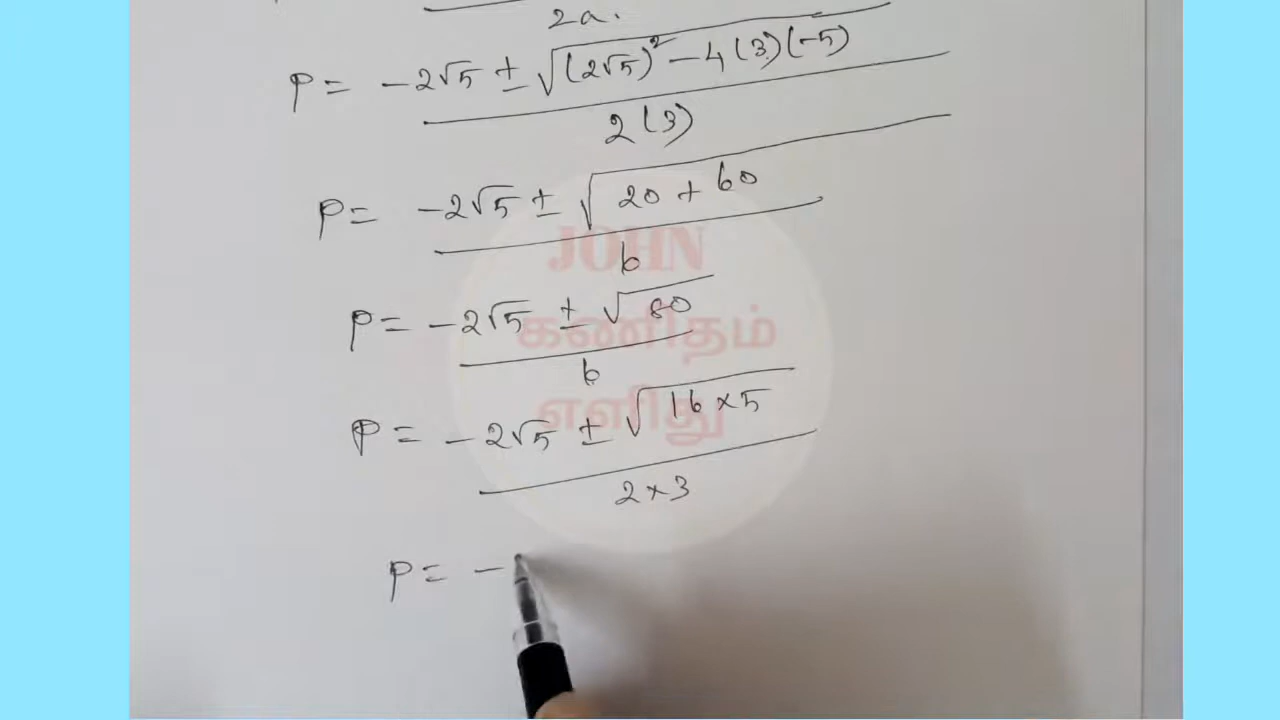 2a.
P = -2√5 ± √(2√5)² - 4(3)(-5)
2(3)
P = -2√5 ± √20 + 60
6
P = -2√5 ± √80
6
P = -2√5 ± √16 × 5
2 × 3
P = -
JOHN
கணிதம்
எளிது